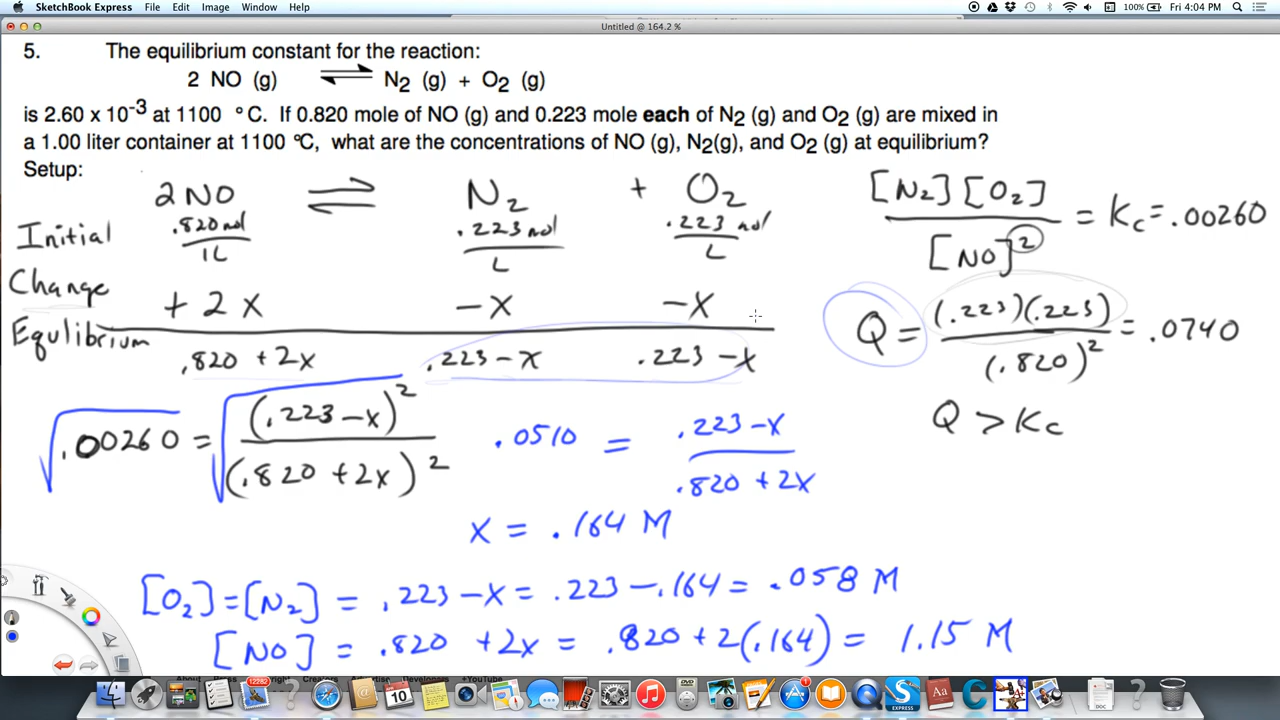 SketchBook Express File Edit Image Window Help 100% Fri 4:04 PM
Untitled @ 164.2 %
5. The equilibrium constant for the reaction:
2 NO (g) ⇌ N₂ (g) + O₂ (g)
is 2.60 x 10⁻³ at 1100 °C. If 0.820 mole of NO (g) and 0.223 mole each of N₂ (g) and O₂ (g) are mixed in
a 1.00 liter container at 1100 °C, what are the concentrations of NO (g), N₂(g), and O₂ (g) at equilibrium?
Setup:
2NO ⇌ N₂ + O₂
Initial .820 mol/1L .223 mol/L .223 mol/L
Change +2x -x -x
Equlibrium .820 + 2x .223 - x .223 - x
[N₂][O₂]/[NO]² = Kc = .00260
Q = (.223)(.223)/(.820)² = .0740
Q > Kc
√.00260 = √((.223 - x)²/(.820 + 2x)²) .0510 = .223 - x/.820 + 2x
x = .164 M
[O₂] = [N₂] = .223 - x = .223 - .164 = .058 M
[NO] = .820 + 2x = .820 + 2(.164) = 1.15 M
12282
EXPRESS
DOC